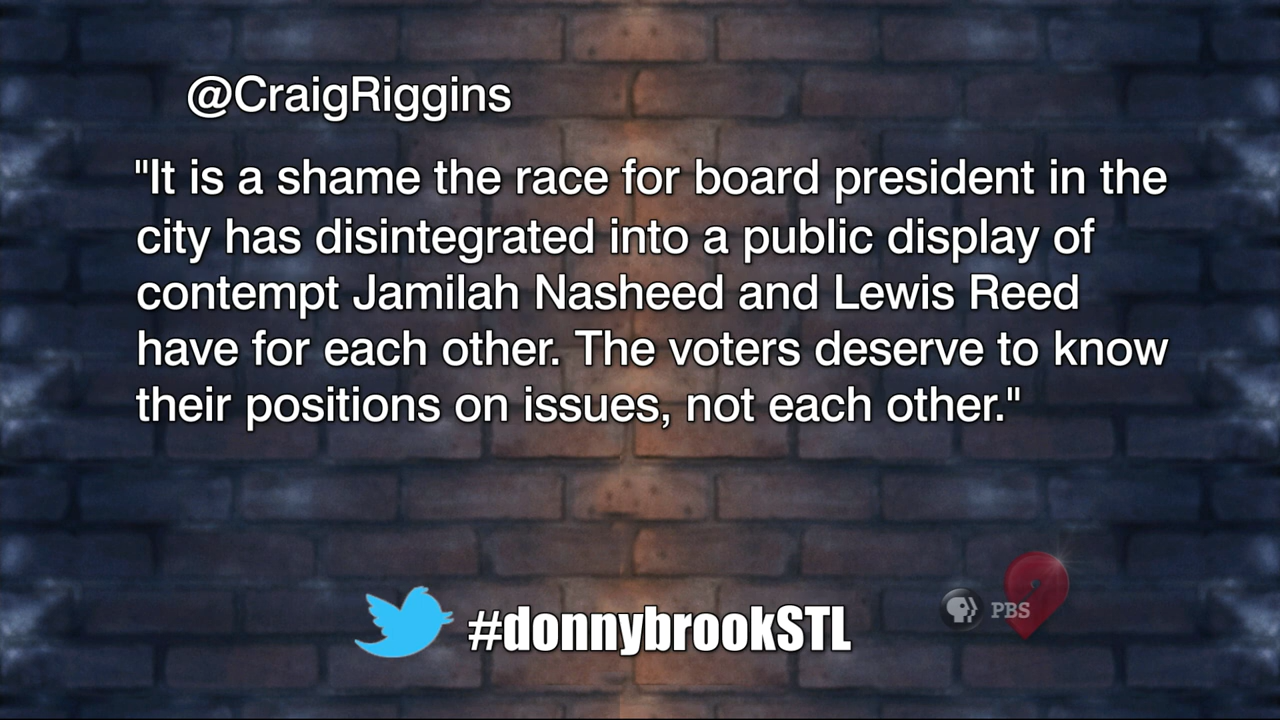 @CraigRiggins
"It is a shame the race for board president in the
city has disintegrated into a public display of
contempt Jamilah Nasheed and Lewis Reed
have for each other. The voters deserve to know
their positions on issues, not each other."
#donnybrookSTL
PBS